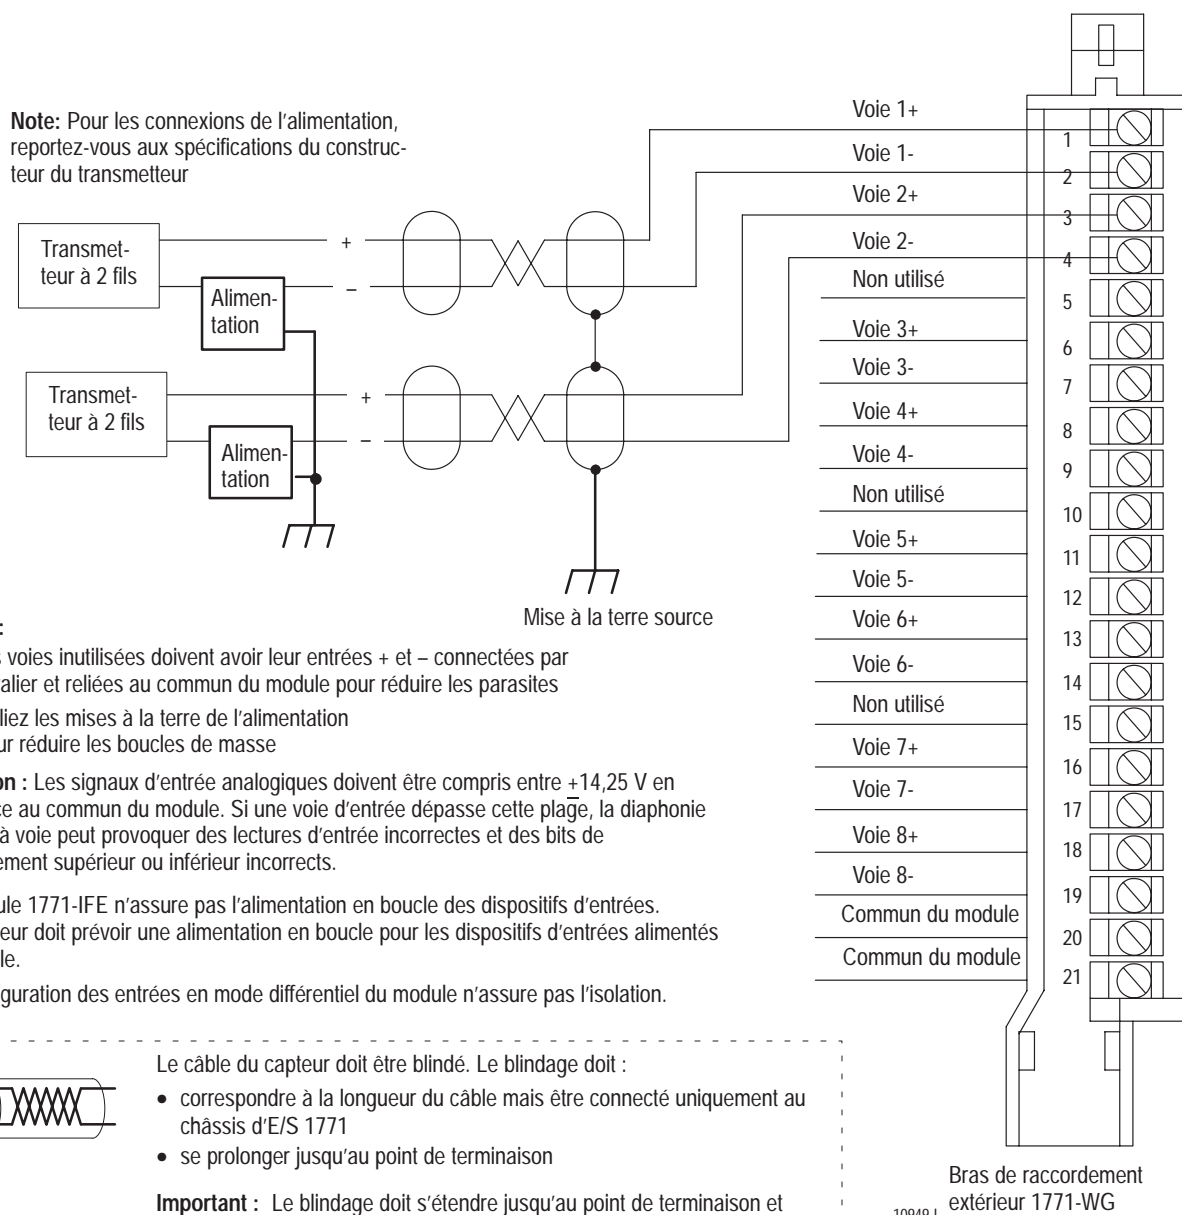 Note: Pour les connexions de l'alimentation,
reportez-vous aux spécifications du construc-
teur du transmetteur
Transmet-
teur à 2 fils
Alimen-
tation
+
–
Transmet-
teur à 2 fils
Alimen-
tation
+
–
Mise à la terre source
Voie 1+
1
Voie 1-
2
Voie 2+
3
Voie 2-
4
Non utilisé
5
Voie 3+
6
Voie 3-
7
Voie 4+
8
Voie 4-
9
Non utilisé
10
Voie 5+
11
Voie 5-
12
Voie 6+
13
Voie 6-
14
Non utilisé
15
Voie 7+
16
Voie 7-
17
Voie 8+
18
Voie 8-
19
Commun du module
20
Commun du module
21
:
s voies inutilisées doivent avoir leur entrées + et – connectées par
alier et reliées au commun du module pour réduire les parasites
liez les mises à la terre de l'alimentation
ur réduire les boucles de masse
on : Les signaux d'entrée analogiques doivent être compris entre ±14,25 V en
ce au commun du module. Si une voie d'entrée dépasse cette plage, la diaphonie
à voie peut provoquer des lectures d'entrée incorrectes et des bits de
ement supérieur ou inférieur incorrects.
ule 1771-IFE n'assure pas l'alimentation en boucle des dispositifs d'entrées.
eur doit prévoir une alimentation en boucle pour les dispositifs d'entrées alimentés
le.
guration des entrées en mode différentiel du module n'assure pas l'isolation.
Le câble du capteur doit être blindé. Le blindage doit :
• correspondre à la longueur du câble mais être connecté uniquement au
châssis d'E/S 1771
• se prolonger jusqu'au point de terminaison
Important : Le blindage doit s'étendre jusqu'au point de terminaison et
Bras de raccordement
extérieur 1771-WG